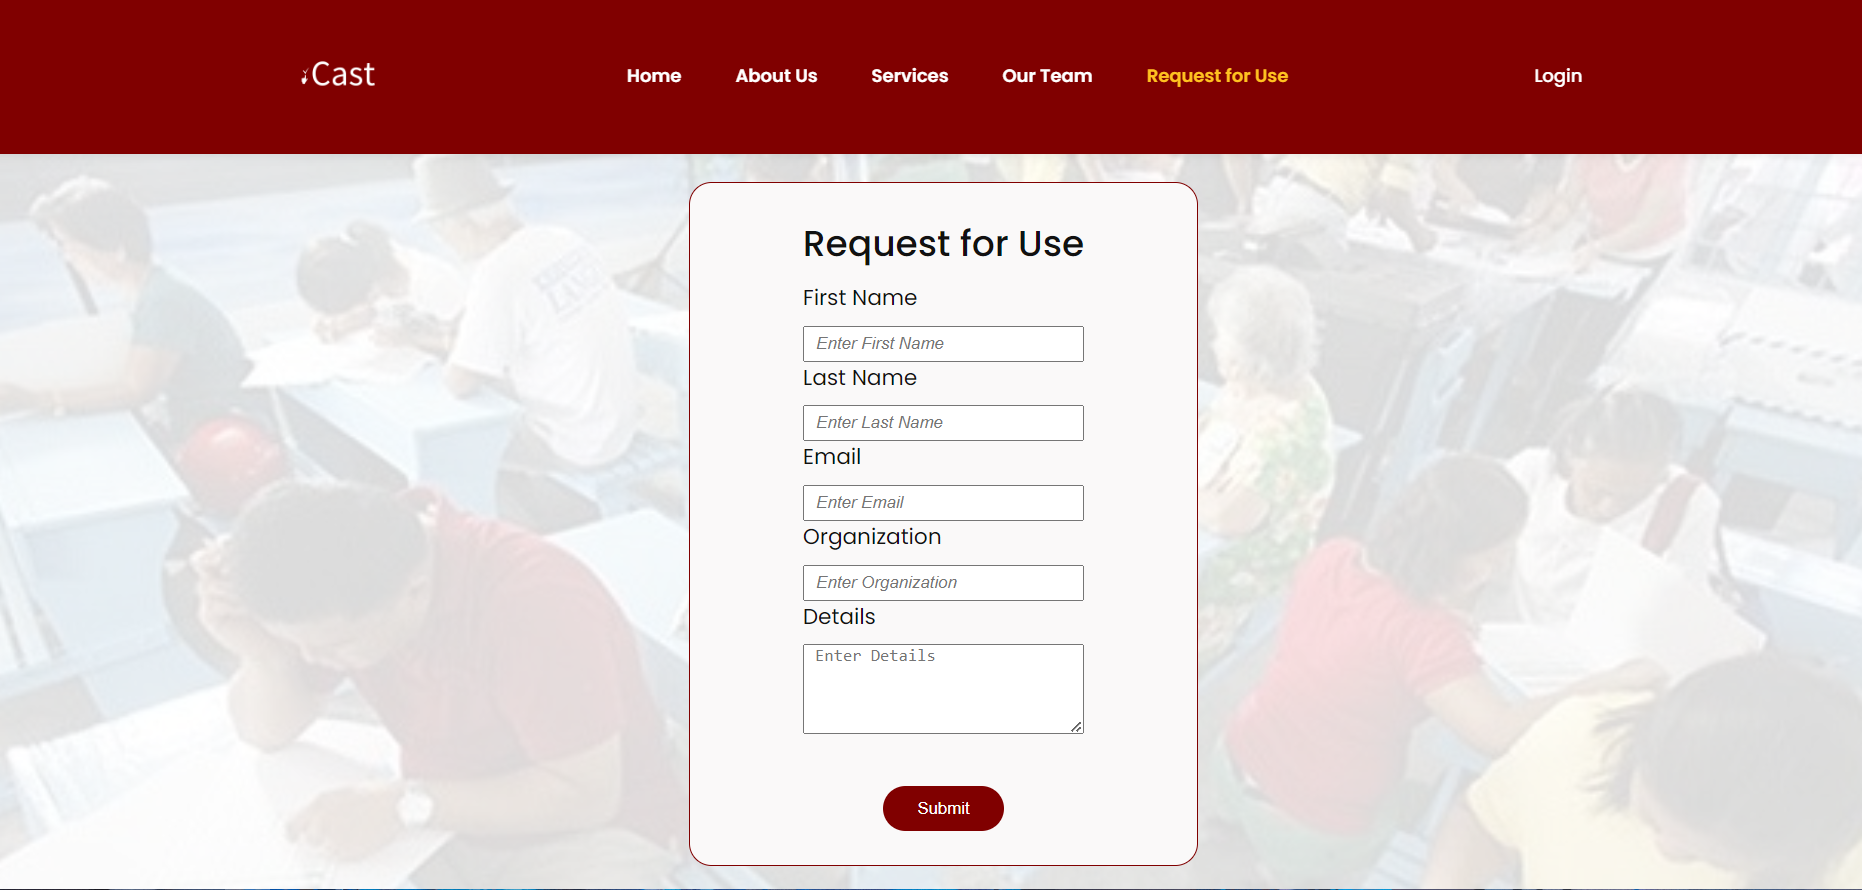 Cast
Home
About Us
Services
Our Team
Request for Use
Login
Request for Use
First Name
Enter First Name
Last Name
Enter Last Name
Email
Enter Email
Organization
Enter Organization
Details
Enter Details
Submit